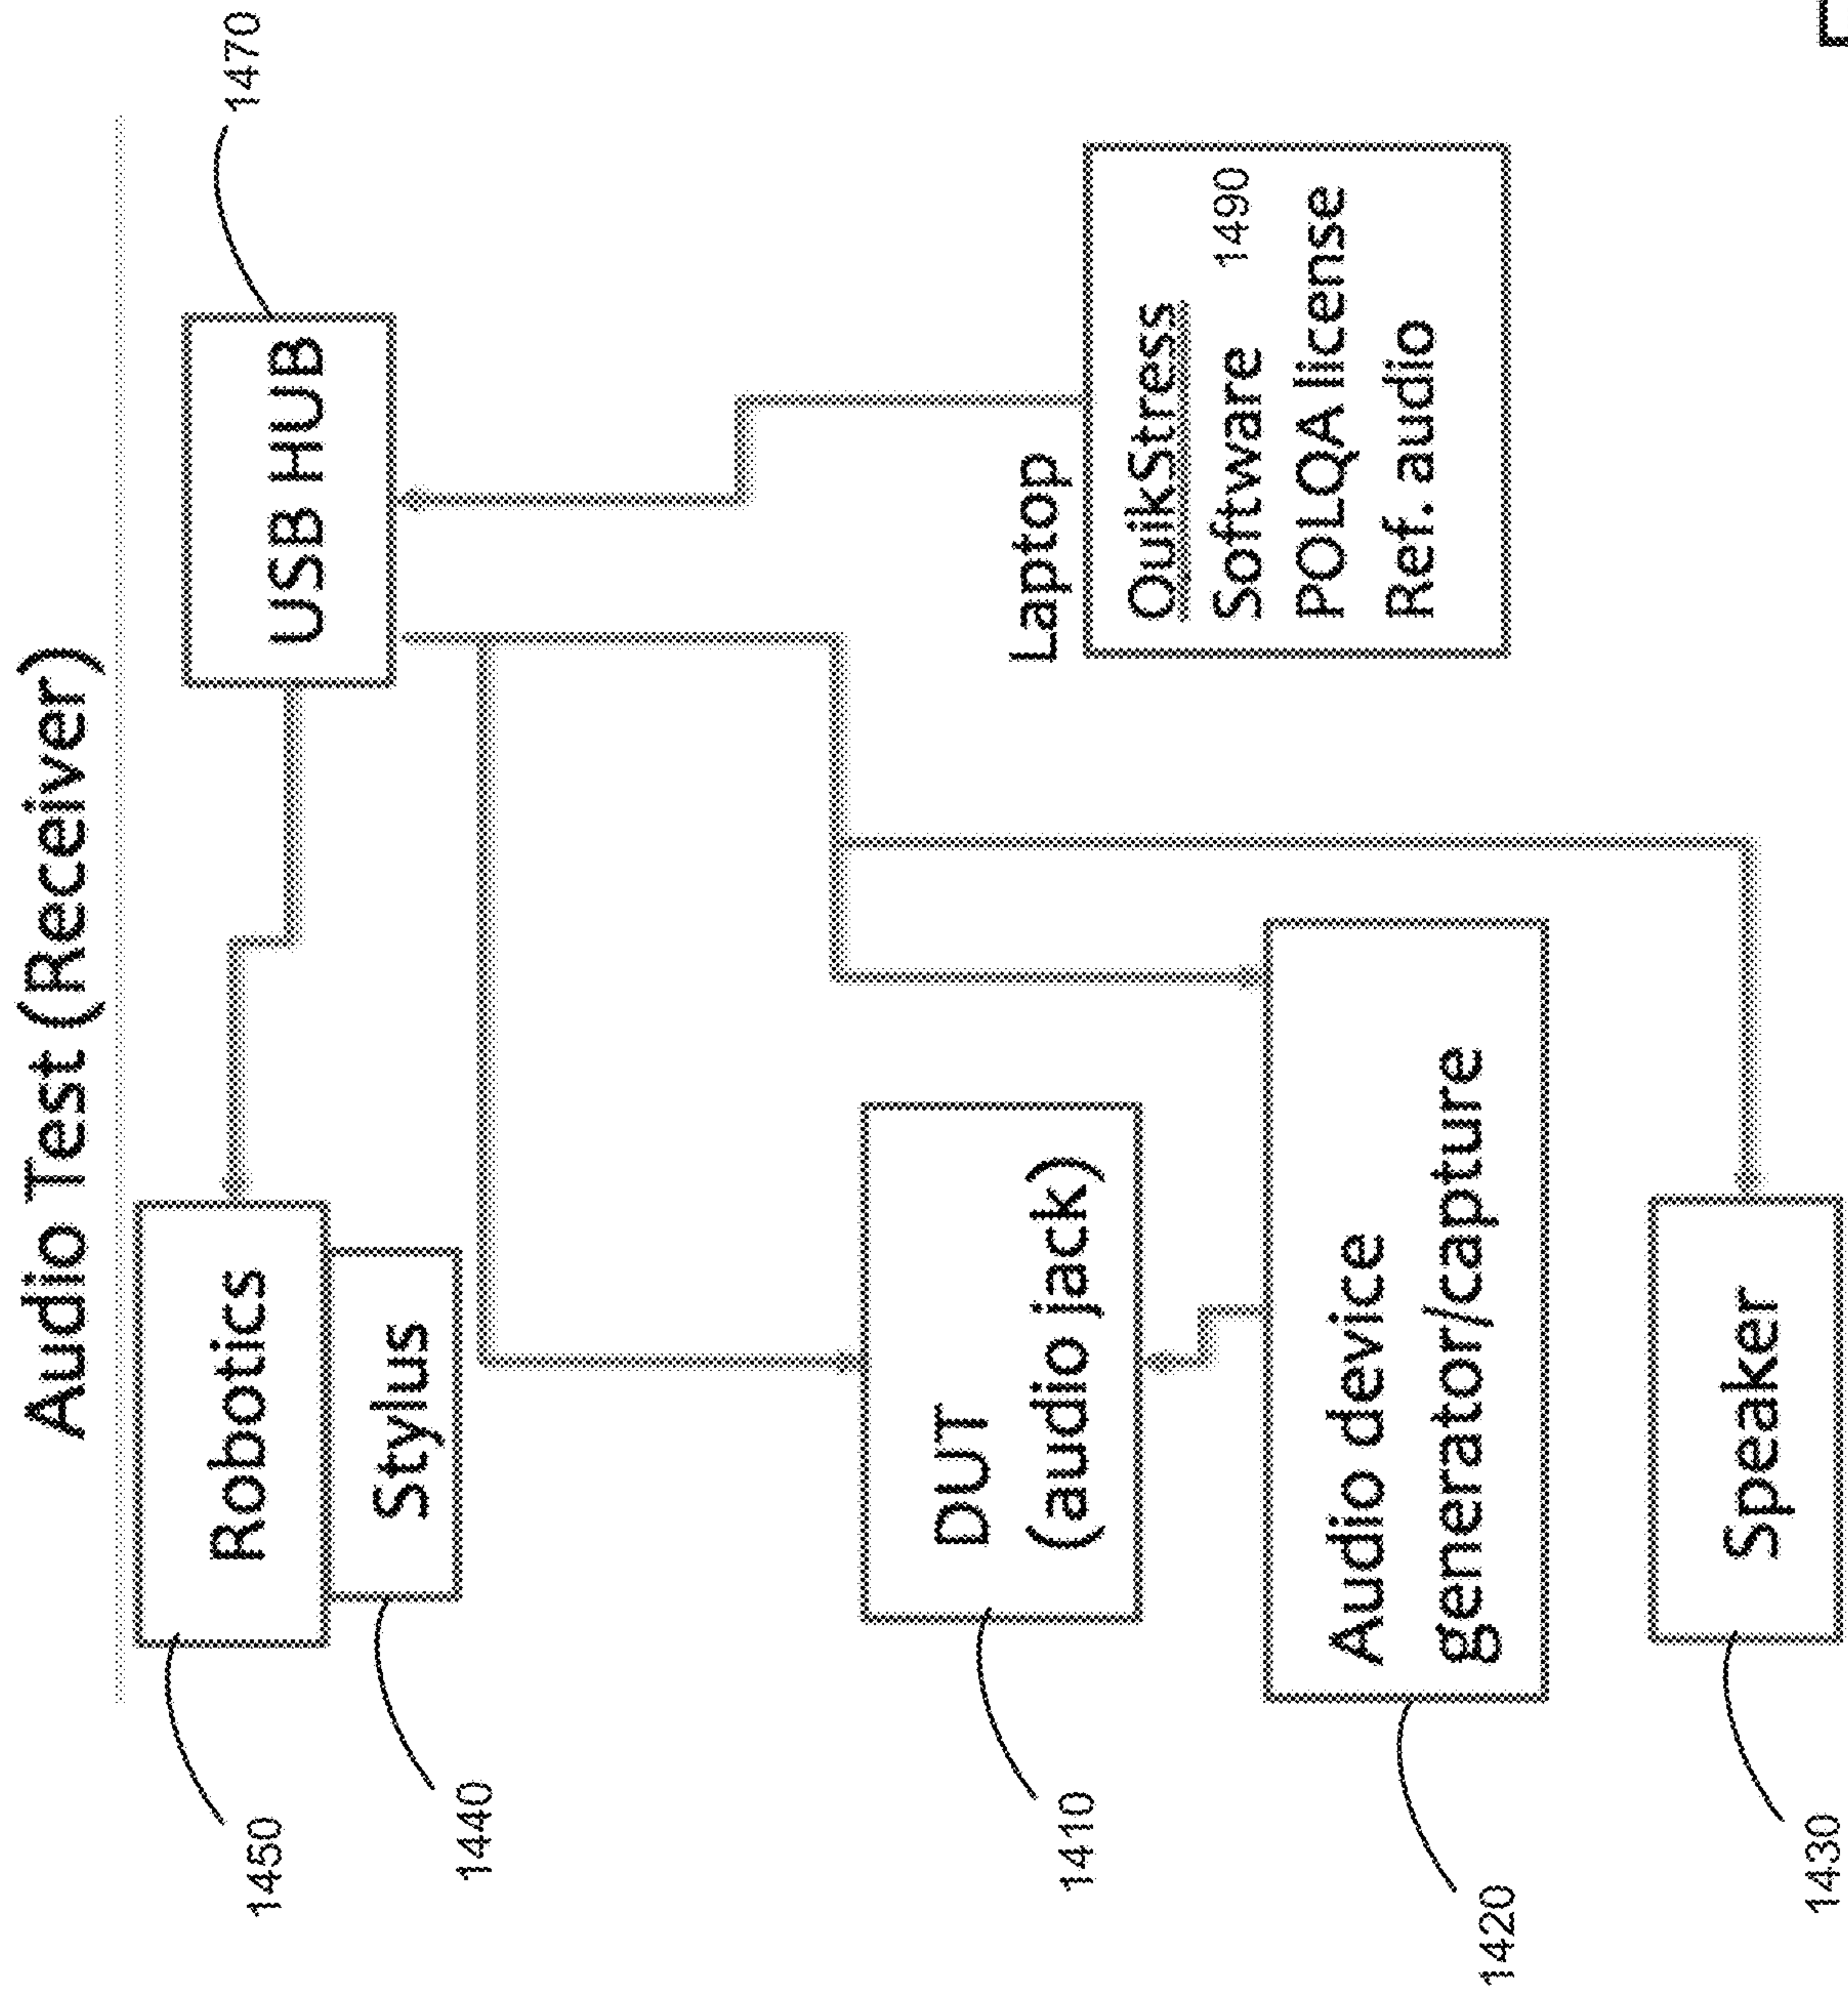 Audio Test (Receiver)
1450
Robotics
USB HUB
1470
1440
Stylus
1410
DUT
(audio jack)
Laptop
QuikStress
Software 1490
POLQA license
Ref. audio
1420
Audio device
generator/capture
1430
Speaker